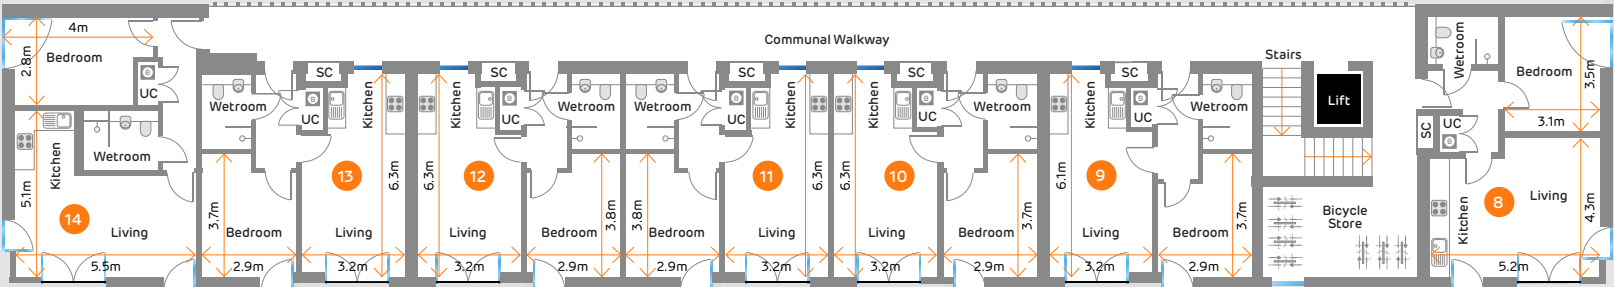 4m
2.8m
Bedroom
B
UC
Kitchen
Wetroom
5.1m
14
Living
5.5m
Communal Walkway
SC
Wetroom
B
UC
Kitchen
13
6.3m
3.7m
Bedroom
Living
2.9m
3.2m
SC
Kitchen
B
UC
Wetroom
6.3m
12
3.8m
Living
Bedroom
3.2m
2.9m
SC
Wetroom
B
UC
Kitchen
11
6.3m
3.8m
Bedroom
Living
2.9m
3.2m
SC
Kitchen
B
UC
Wetroom
6.3m
10
3.7m
Living
Bedroom
3.2m
2.9m
SC
Kitchen
B
UC
Wetroom
6.1m
9
3.7m
Living
Bedroom
3.2m
2.9m
Stairs
Lift
Bicycle
Store
Wetroom
Bedroom
3.5m
3.1m
SC
UC
B
8
Kitchen
Living
4.3m
5.2m